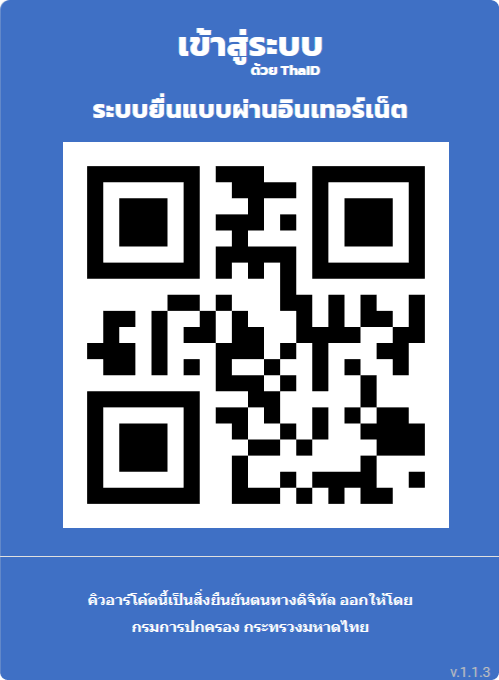 เข้าสู่ระบบ
ด้วย ThaID
ระบบยื่นแบบผ่านอินเทอร์เน็ต
คิวอาร์โค้ดนี้เป็นสิ่งยืนยันตนทางดิจิทัล ออกให้โดย
กรมการปกครอง กระทรวงมหาดไทย
v.1.1.3